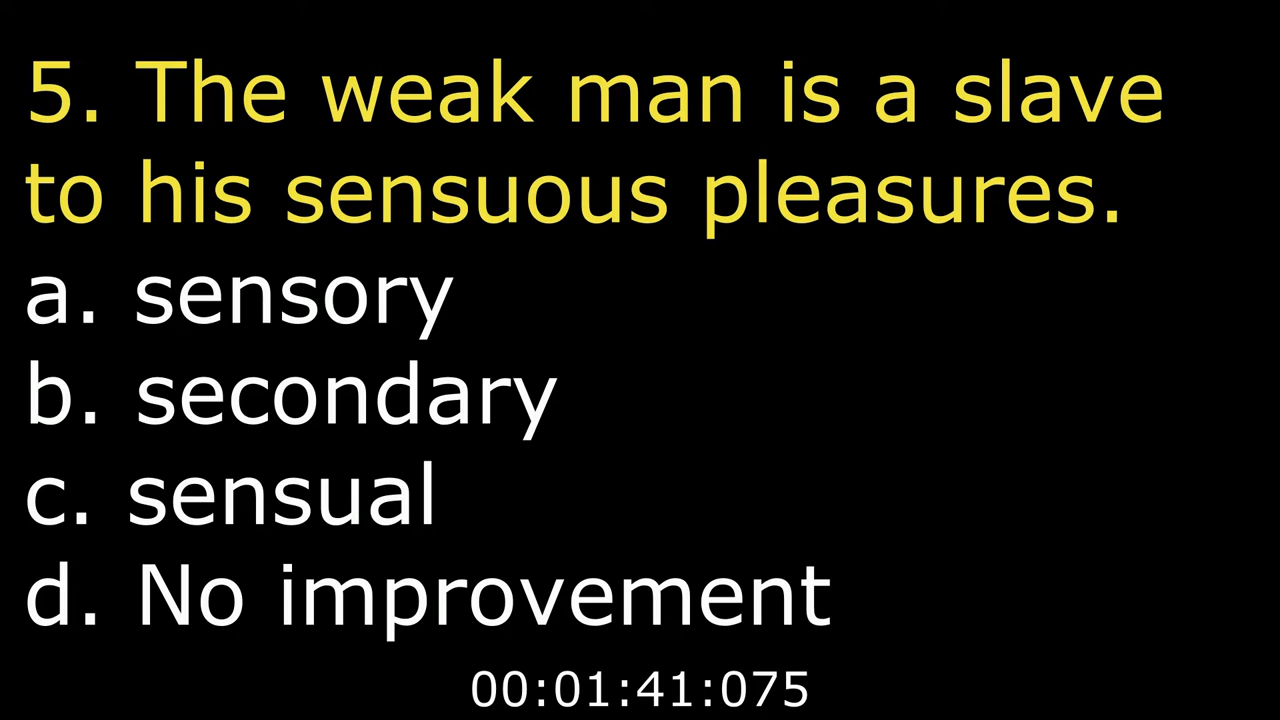 5. The weak man is a slave
to his sensuous pleasures.
a. sensory
b. secondary
c. sensual
d. No improvement
00:01:41:075